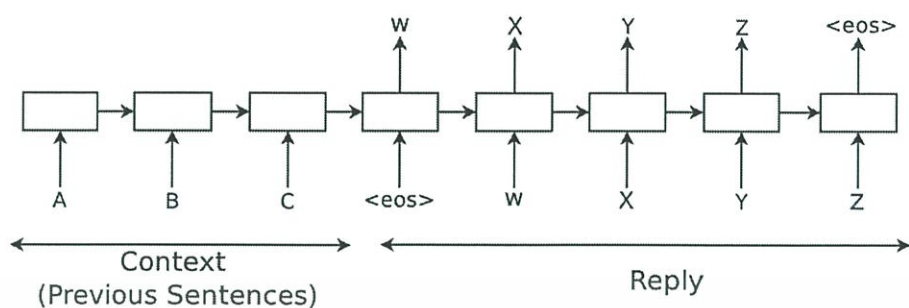 W X Y Z <eos>
A B C <eos> W X Y Z
Context
(Previous Sentences)
Reply